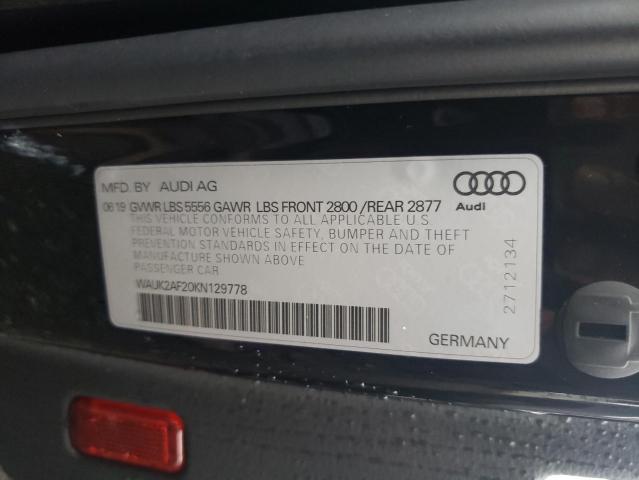 MFD. BY AUDI AG
06 19 GVWR LBS 5556 GAWR LBS FRONT 2800 /REAR 2877
THIS VEHICLE CONFORMS TO ALL APPLICABLE U.S.
FEDERAL MOTOR VEHICLE SAFETY, BUMPER AND THEFT
PREVENTION STANDARDS IN EFFECT ON THE DATE OF
MANUFACTURE SHOWN ABOVE.
PASSENGER CAR
WAUK2AF20KN129778
Audi
2712134
GERMANY